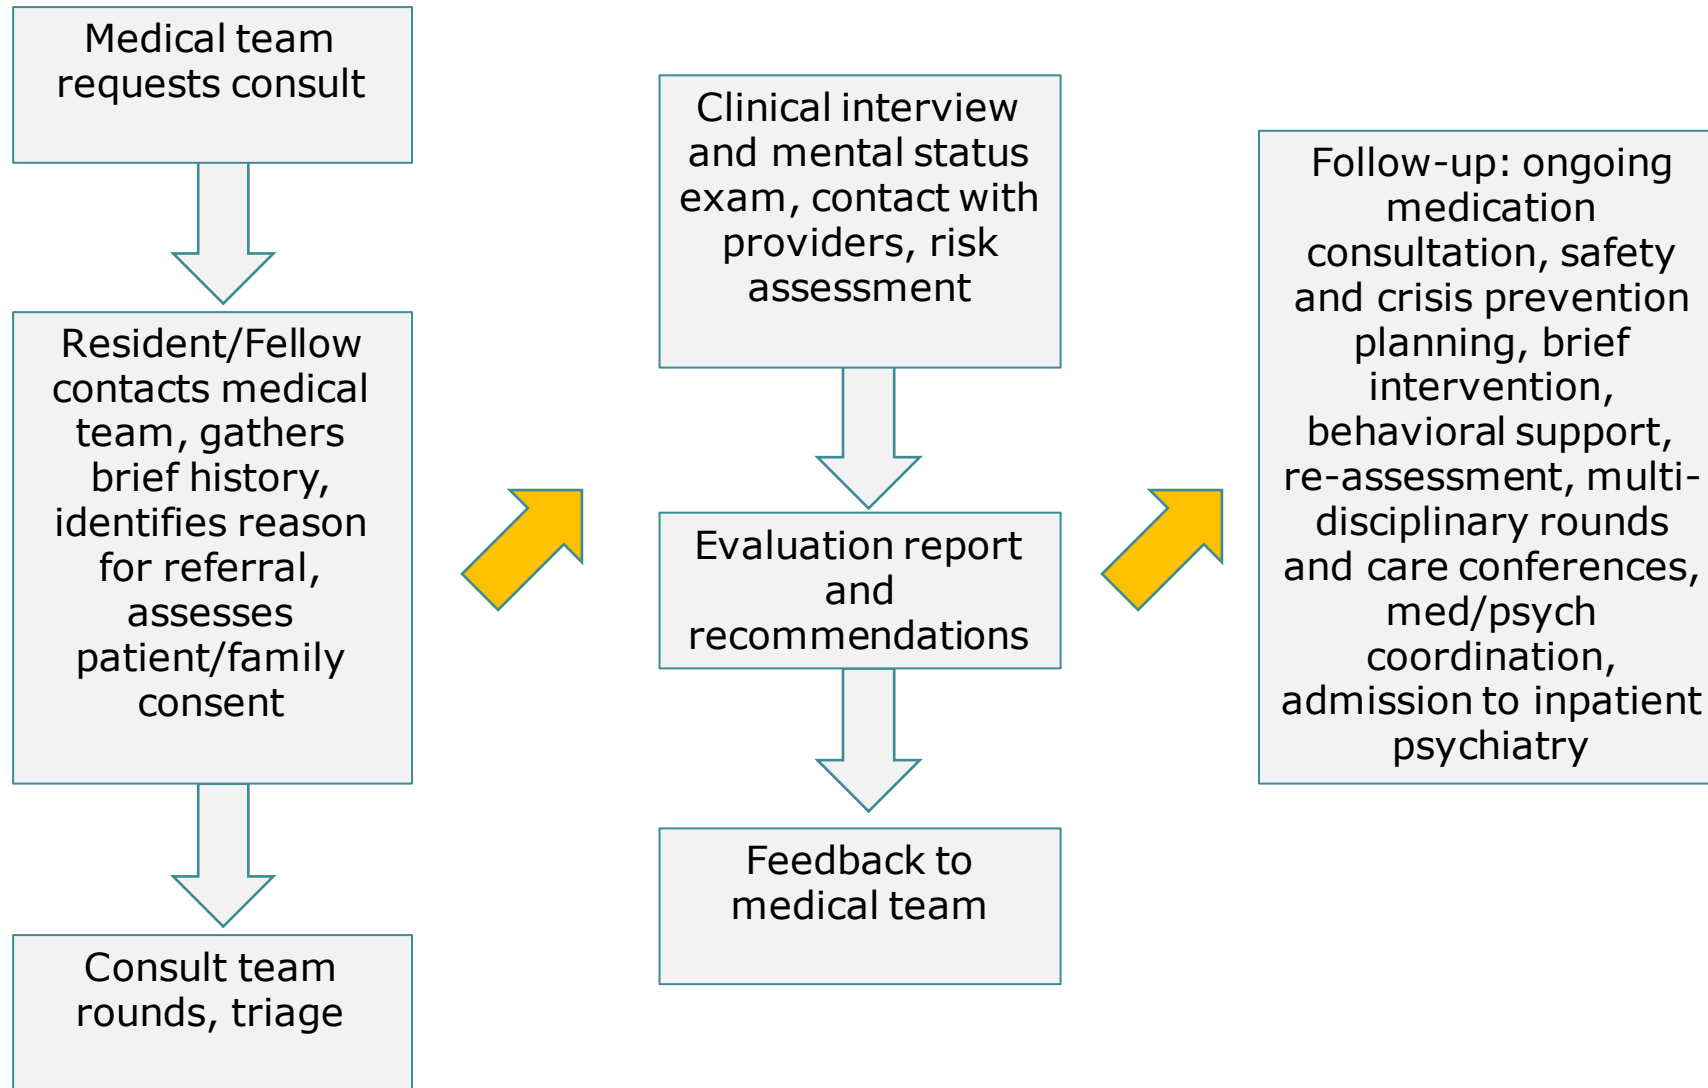 Medical team
requests consult
Resident/Fellow
contacts medical
team, gathers
brief history,
identifies reason
for referral,
assesses
patient/family
consent
Consult team
rounds, triage
Clinical interview
and mental status
exam, contact with
providers, risk
assessment
Evaluation report
and
recommendations
Feedback to
medical team
Follow-up: ongoing
medication
consultation, safety
and crisis prevention
planning, brief
intervention,
behavioral support,
re-assessment, multi-
disciplinary rounds
and care conferences,
med/psych
coordination,
admission to inpatient
psychiatry